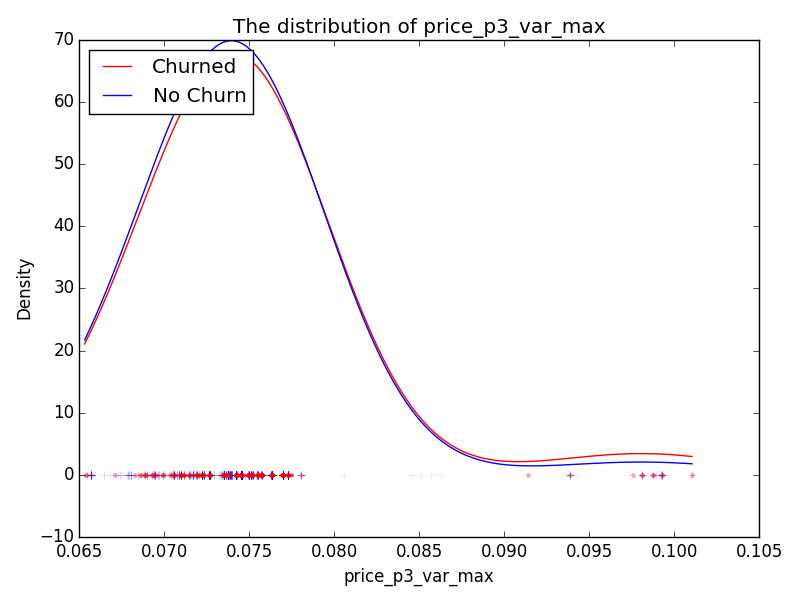 The distribution of price_p3_var_max
Churned
No Churn
Density
70
60
50
40
30
20
10
0
−10
0.065 0.070 0.075 0.080 0.085 0.090 0.095 0.100 0.105
price_p3_var_max